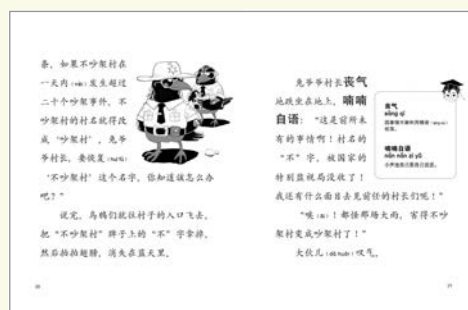 条，如果不吵架村在
一天内（nèi）发生超过
二十个吵架事件，不
吵架村的村名就得改
成‘吵架村’。兔爷
爷村长，要恢复（huī fù）
‘不吵架村’这个名字，你知道该怎么办
吧？”
说完，乌鸦们就往村子的入口飞去，
把“不吵架村”牌子上的“不”字拿掉，
然后拍拍翅膀，消失在蓝天里。
兔爷爷村长丧气
地跌坐在地上，喃喃
自语：“这是前所未
有的事情啊！村名的
“不”字，被国家的
特别监视局没收了！
我还有什么面目去见前任的村长们呢！”
“唉（āi）！都怪那场大雨，害得不吵
架村变成吵架村了！”
大伙儿（dà huǒr）叹气。
丧气
sàng qì
喃喃自语
nán nán zì yǔ